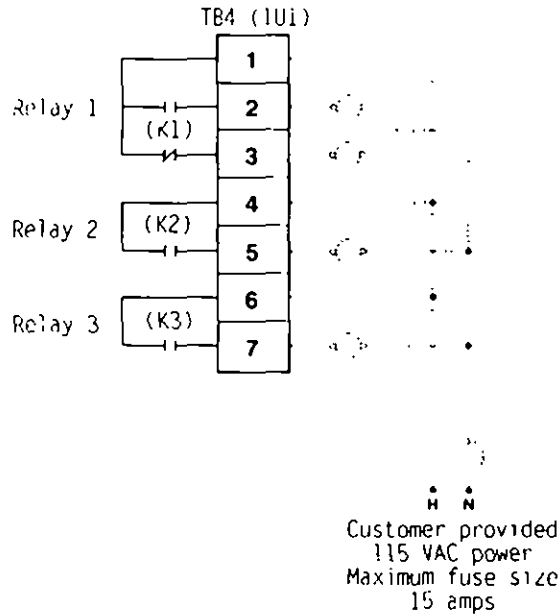 TB4 (1Ui)
1
Relay 1
2
(K1)
3
4
(K2)
Relay 2
5
6
(K3)
Relay 3
7
H N
Customer provided
115 VAC power
Maximum fuse size
15 amps